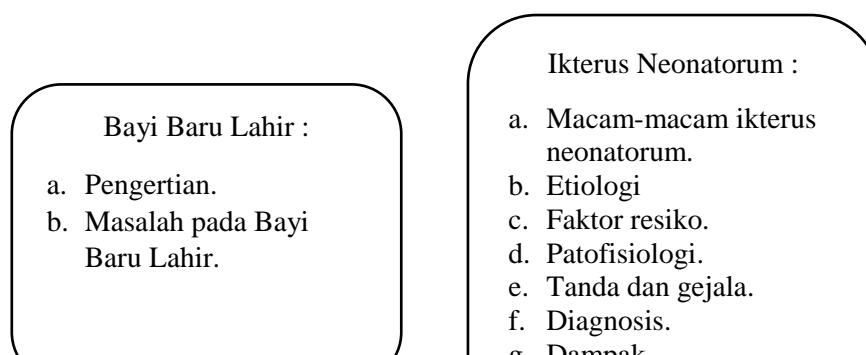 Bayi Baru Lahir :
a. Pengertian.
b. Masalah pada Bayi
Baru Lahir.
Ikterus Neonatorum :
a. Macam-macam ikterus
neonatorum.
b. Etiologi
c. Faktor resiko.
d. Patofisiologi.
e. Tanda dan gejala.
f. Diagnosis.
g. Dampak